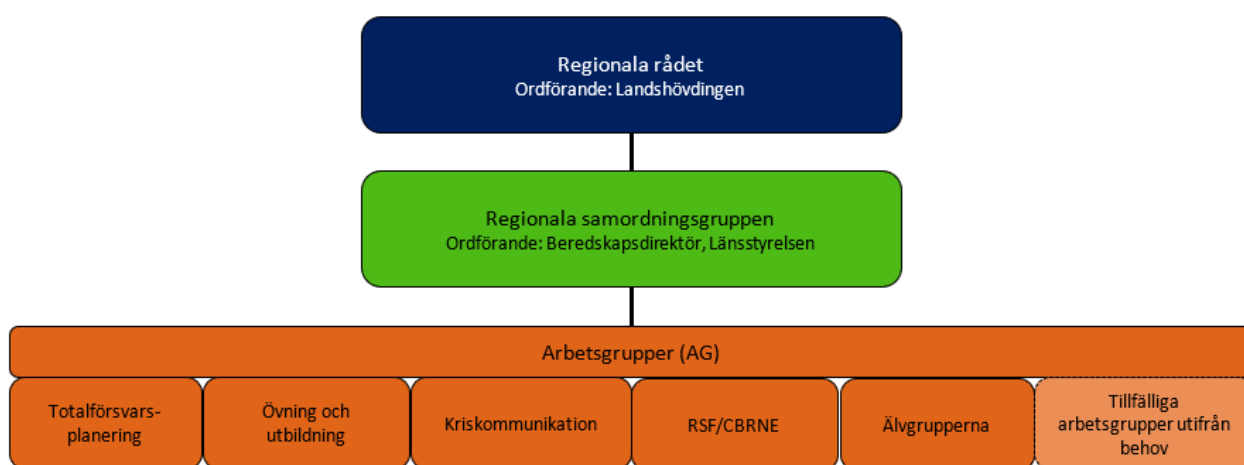 Regionala rådet
Ordförande: Landshövdingen
Regionala samordningsgruppen
Ordförande: Beredskapsdirektör, Länsstyrelsen
Arbetsgrupper (AG)
Totalförsvars-
planering
Övning och
utbildning
Kriskommunikation
RSF/CBRNE
Älvgrupperna
Tillfälliga
arbetsgrupper utifrån
behov